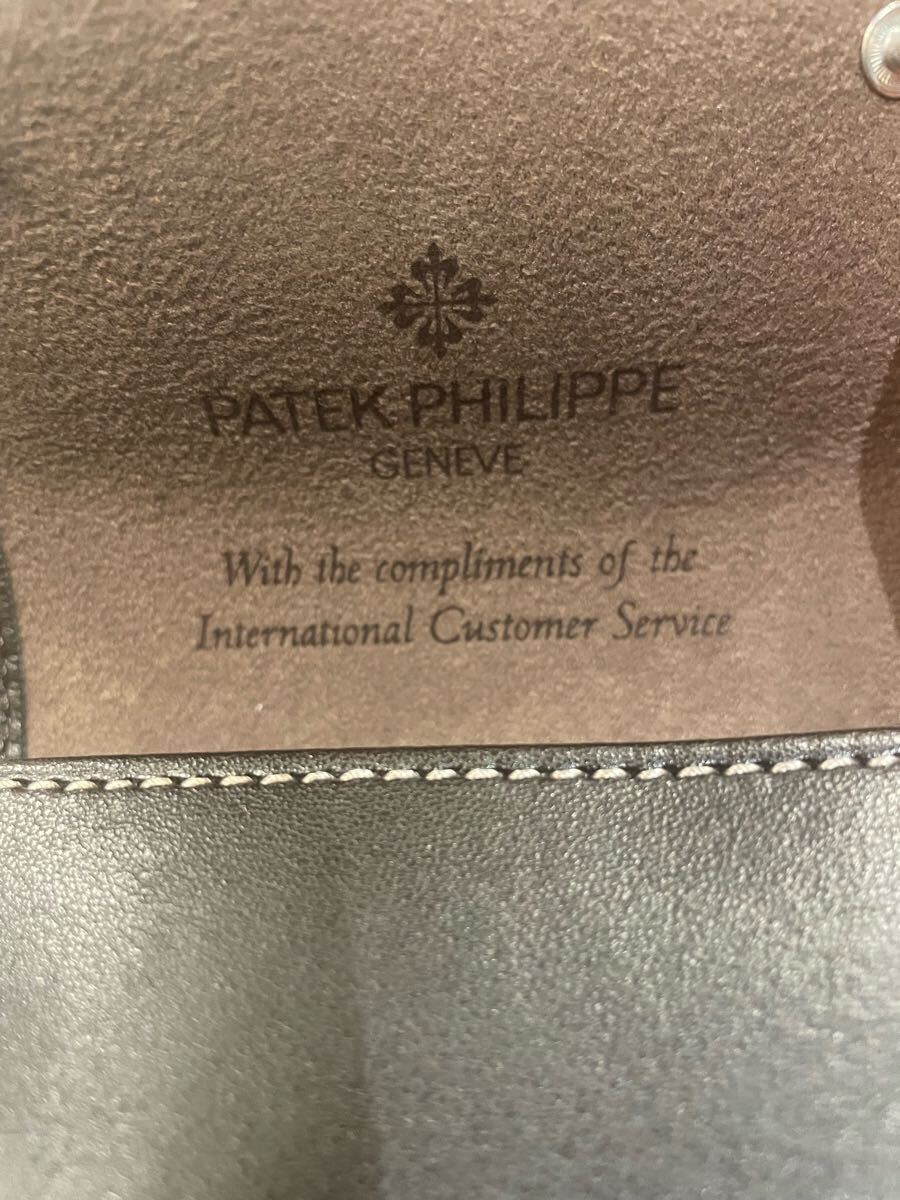 PATEK PHILIPPE
GENEVE
With the compliments of the
International Customer Service